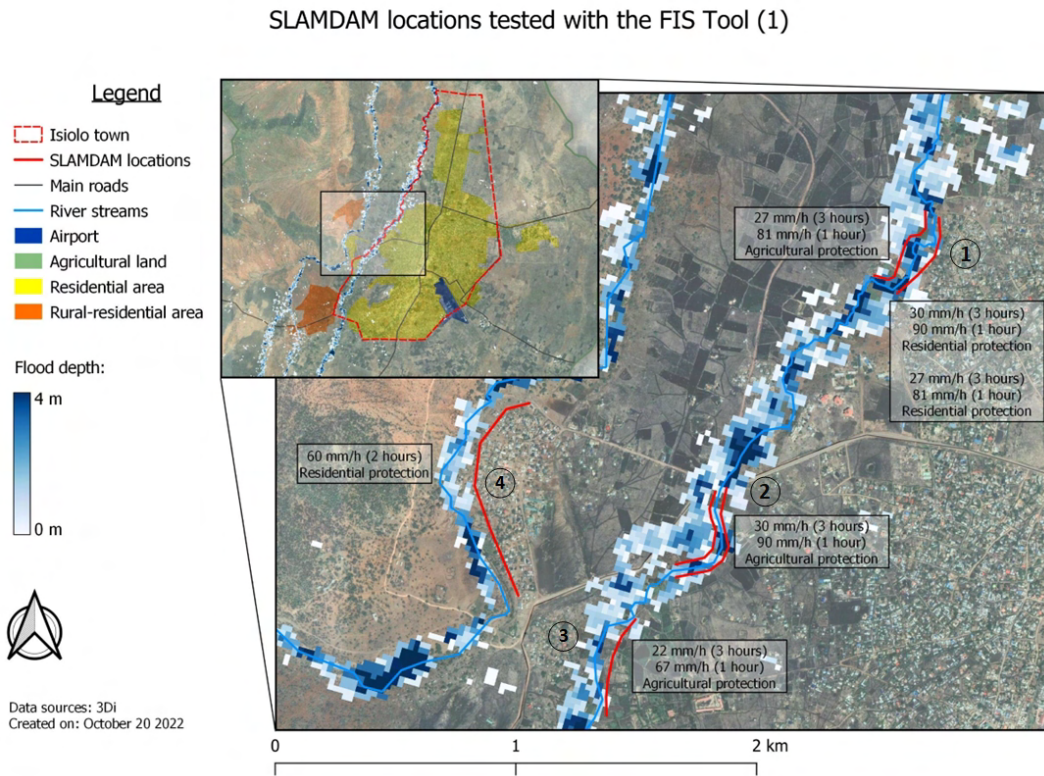 SLAMDAM locations tested with the FIS Tool (1)
Legend
Isiolo town
SLAMDAM locations
Main roads
River streams
Airport
Agricultural land
Residential area
Rural-residential area
Flood depth:
4 m
0 m
27 mm/h (3 hours)
81 mm/h (1 hour)
Agricultural protection
1
30 mm/h (3 hours)
90 mm/h (1 hour)
Residential protection
27 mm/h (3 hours)
81 mm/h (1 hour)
Residential protection
60 mm/h (2 hours)
Residential protection
4
2
30 mm/h (3 hours)
90 mm/h (1 hour)
Agricultural protection
3
22 mm/h (3 hours)
67 mm/h (1 hour)
Agricultural protection
Data sources: 3Di
Created on: October 20 2022
0
1
2 km